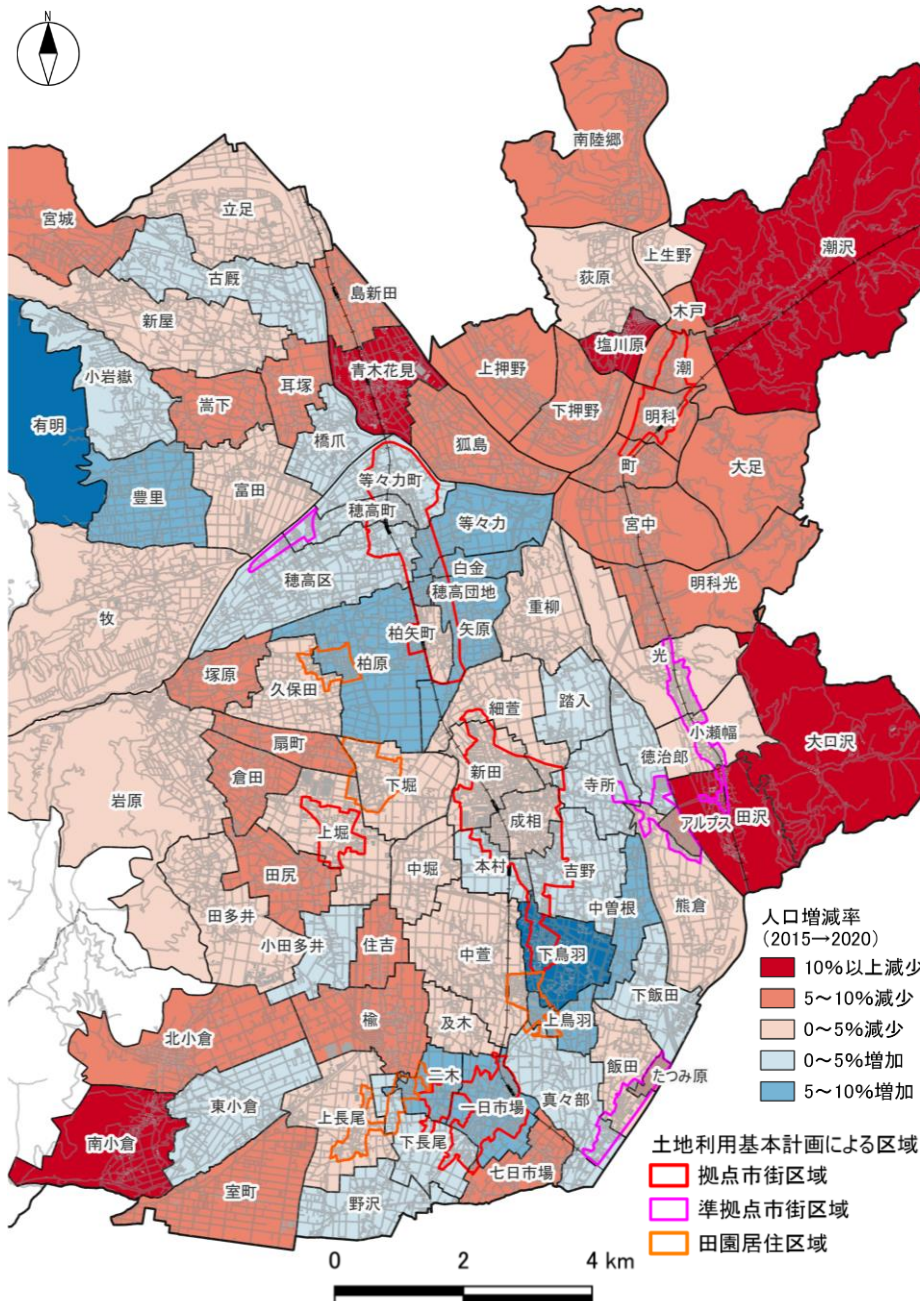 N
南陸郷
立足
宮城
上生野
潮沢
古厩
荻原
島新田
木戸
新屋
塩川原
小岩嶽
青木花見
上押野
潮
耳塚
嵩下
下押野
明科
有明
橋爪
狐島
町
大足
等々力町
豊里
富田
穂高町
等々力
宮中
白金
穂高区
穂高団地
明科光
重柳
牧
柏矢町
矢原
光
柏原
塚原
久保田
細萱
踏入
小瀬幅
大口沢
扇町
徳治郎
新田
寺所
倉田
下堀
岩原
成相
アルプス
田沢
上堀
中堀
本村
吉野
田尻
中曽根
熊倉
田多井
小田多井
住吉
中萱
下鳥羽
下飯田
上鳥羽
楡
及木
北小倉
飯田
たつみ原
二木
東小倉
一日市場
真々部
上長尾
南小倉
下長尾
七日市場
室町
野沢
人口増減率
(2015→2020)
10%以上減少
5～10%減少
0～5%減少
0～5%増加
5～10%増加
土地利用基本計画による区域
拠点市街区域
準拠点市街区域
田園居住区域
0 2 4 km